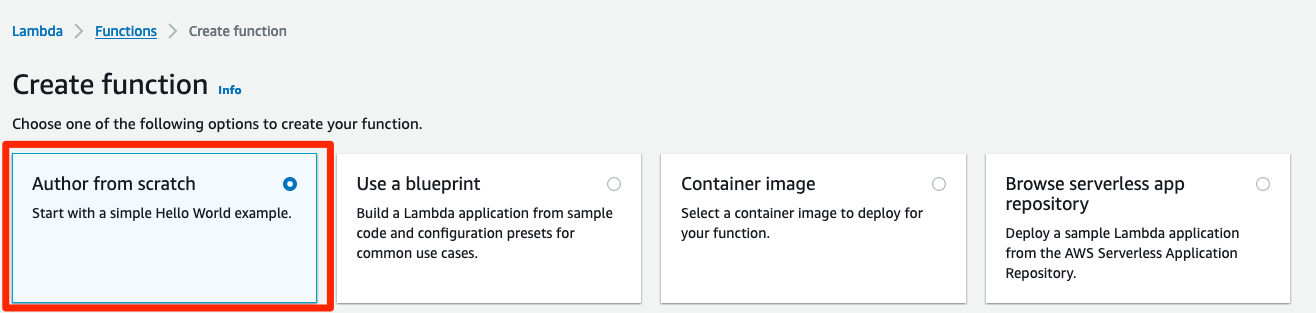 Lambda > Functions > Create function
Create function Info
Choose one of the following options to create your function.
Author from scratch
Start with a simple Hello World example.
Use a blueprint
Build a Lambda application from sample
code and configuration presets for
common use cases.
Container image
Select a container image to deploy for
your function.
Browse serverless app
repository
Deploy a sample Lambda application
from the AWS Serverless Application
Repository.